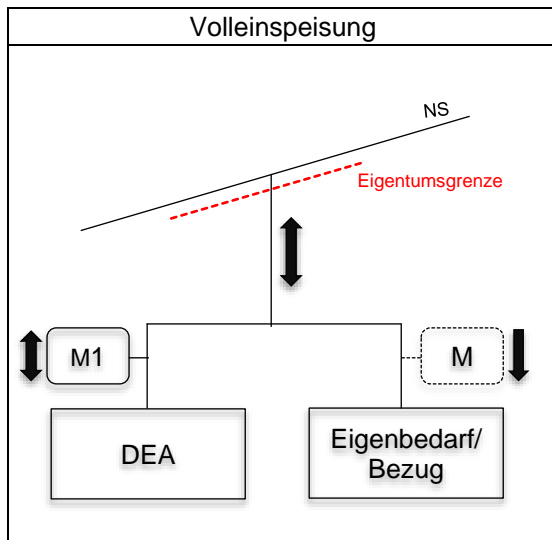 Volleinspeisung
NS
Eigentumsgrenze
M1
M
DEA
Eigenbedarf/
Bezug